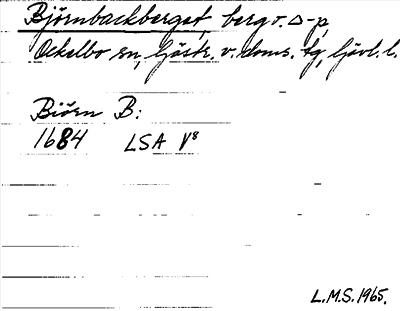 Björnbackberget, berg o. Δ-p,
Ockelbo sn, Gästr. v. doms. tg, Gävl. l.
Biörn B:
1684 LSA V⁸
L.M.S. 1965.